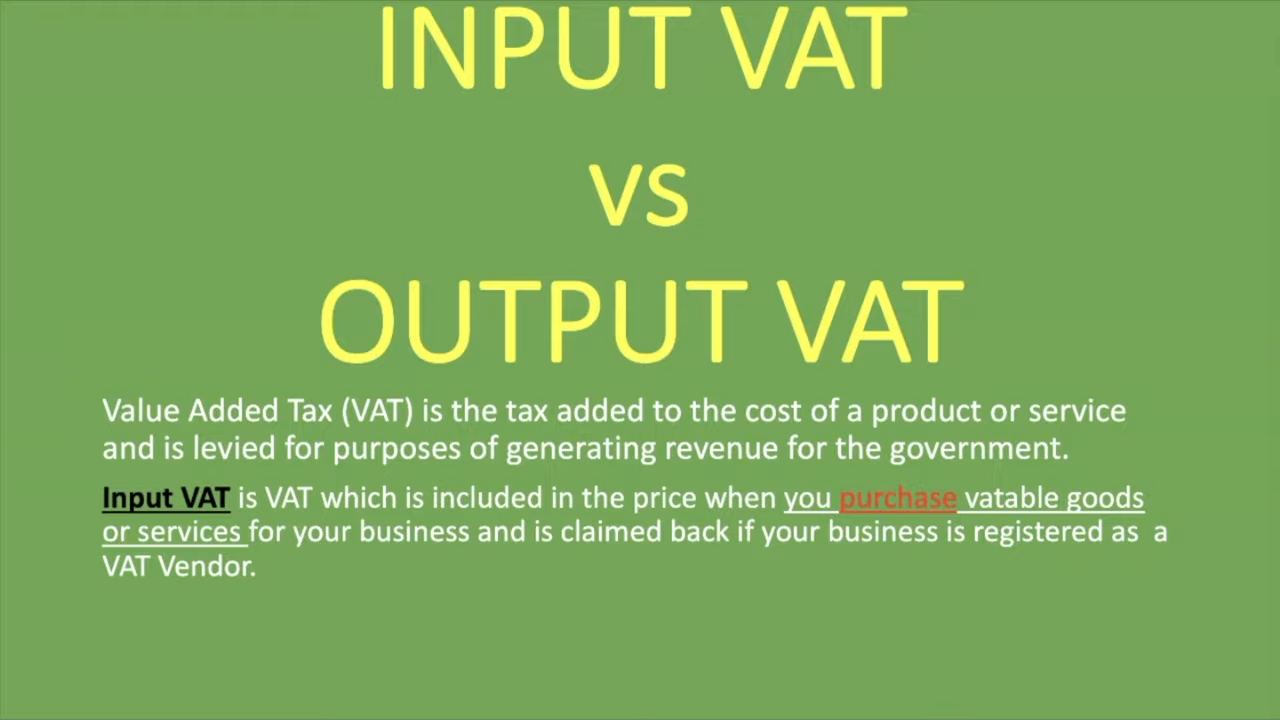 INPUT VAT
vs
OUTPUT VAT
Value Added Tax (VAT) is the tax added to the cost of a product or service
and is levied for purposes of generating revenue for the government.
Input VAT is VAT which is included in the price when you purchase vatable goods
or services for your business and is claimed back if your business is registered as  a
VAT Vendor.